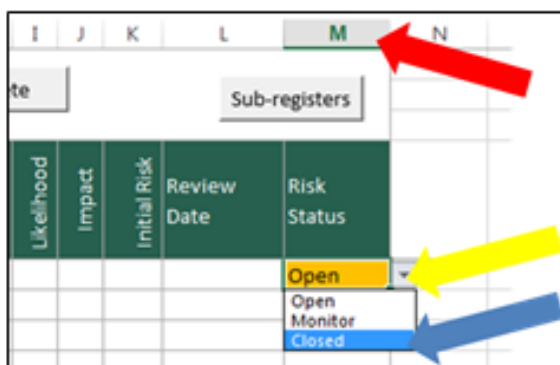 I J K L M N
te
Sub-registers
Likelihood
Impact
Initial Risk
Review
Date
Risk
Status
Open
Open
Monitor
Closed